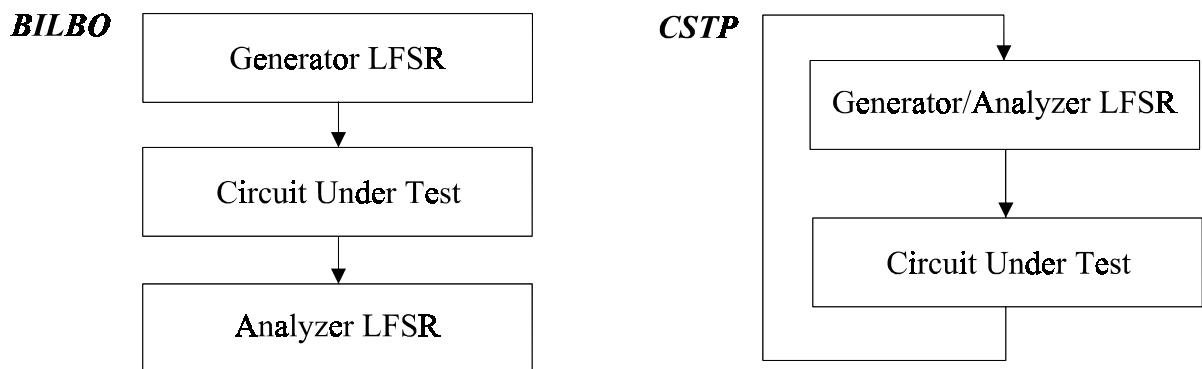 BILBO
Generator LFSR
Circuit Under Test
Analyzer LFSR
CSTP
Generator/Analyzer LFSR
Circuit Under Test